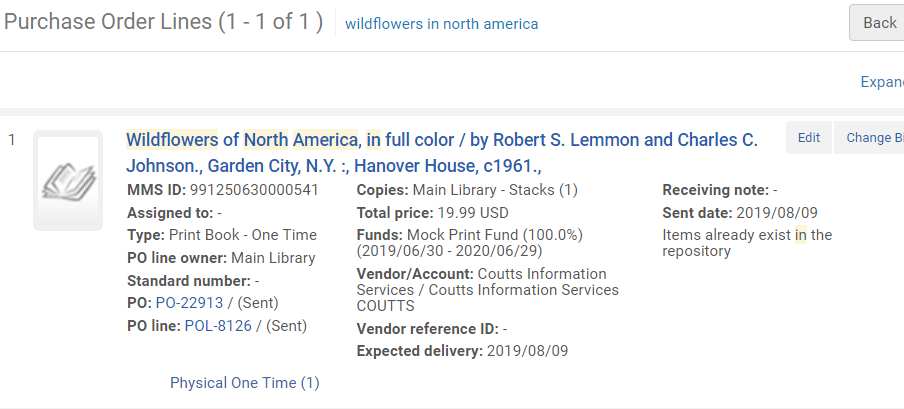 Purchase Order Lines (1 - 1 of 1 ) wildflowers in north america Back
Expan
1 Wildflowers of North America, in full color / by Robert S. Lemmon and Charles C. Edit Change Bi
Johnson., Garden City, N.Y. :, Hanover House, c1961.,
MMS ID: 991250630000541 Copies: Main Library - Stacks (1) Receiving note: -
Assigned to: - Total price: 19.99 USD Sent date: 2019/08/09
Type: Print Book - One Time Funds: Mock Print Fund (100.0%) Items already exist in the
(2019/06/30 - 2020/06/29) repository
PO line owner: Main Library Vendor/Account: Coutts Information
Standard number: - Services / Coutts Information Services
PO: PO-22913 / (Sent) COUTTS
PO line: POL-8126 / (Sent) Vendor reference ID: -
Expected delivery: 2019/08/09
Physical One Time (1)